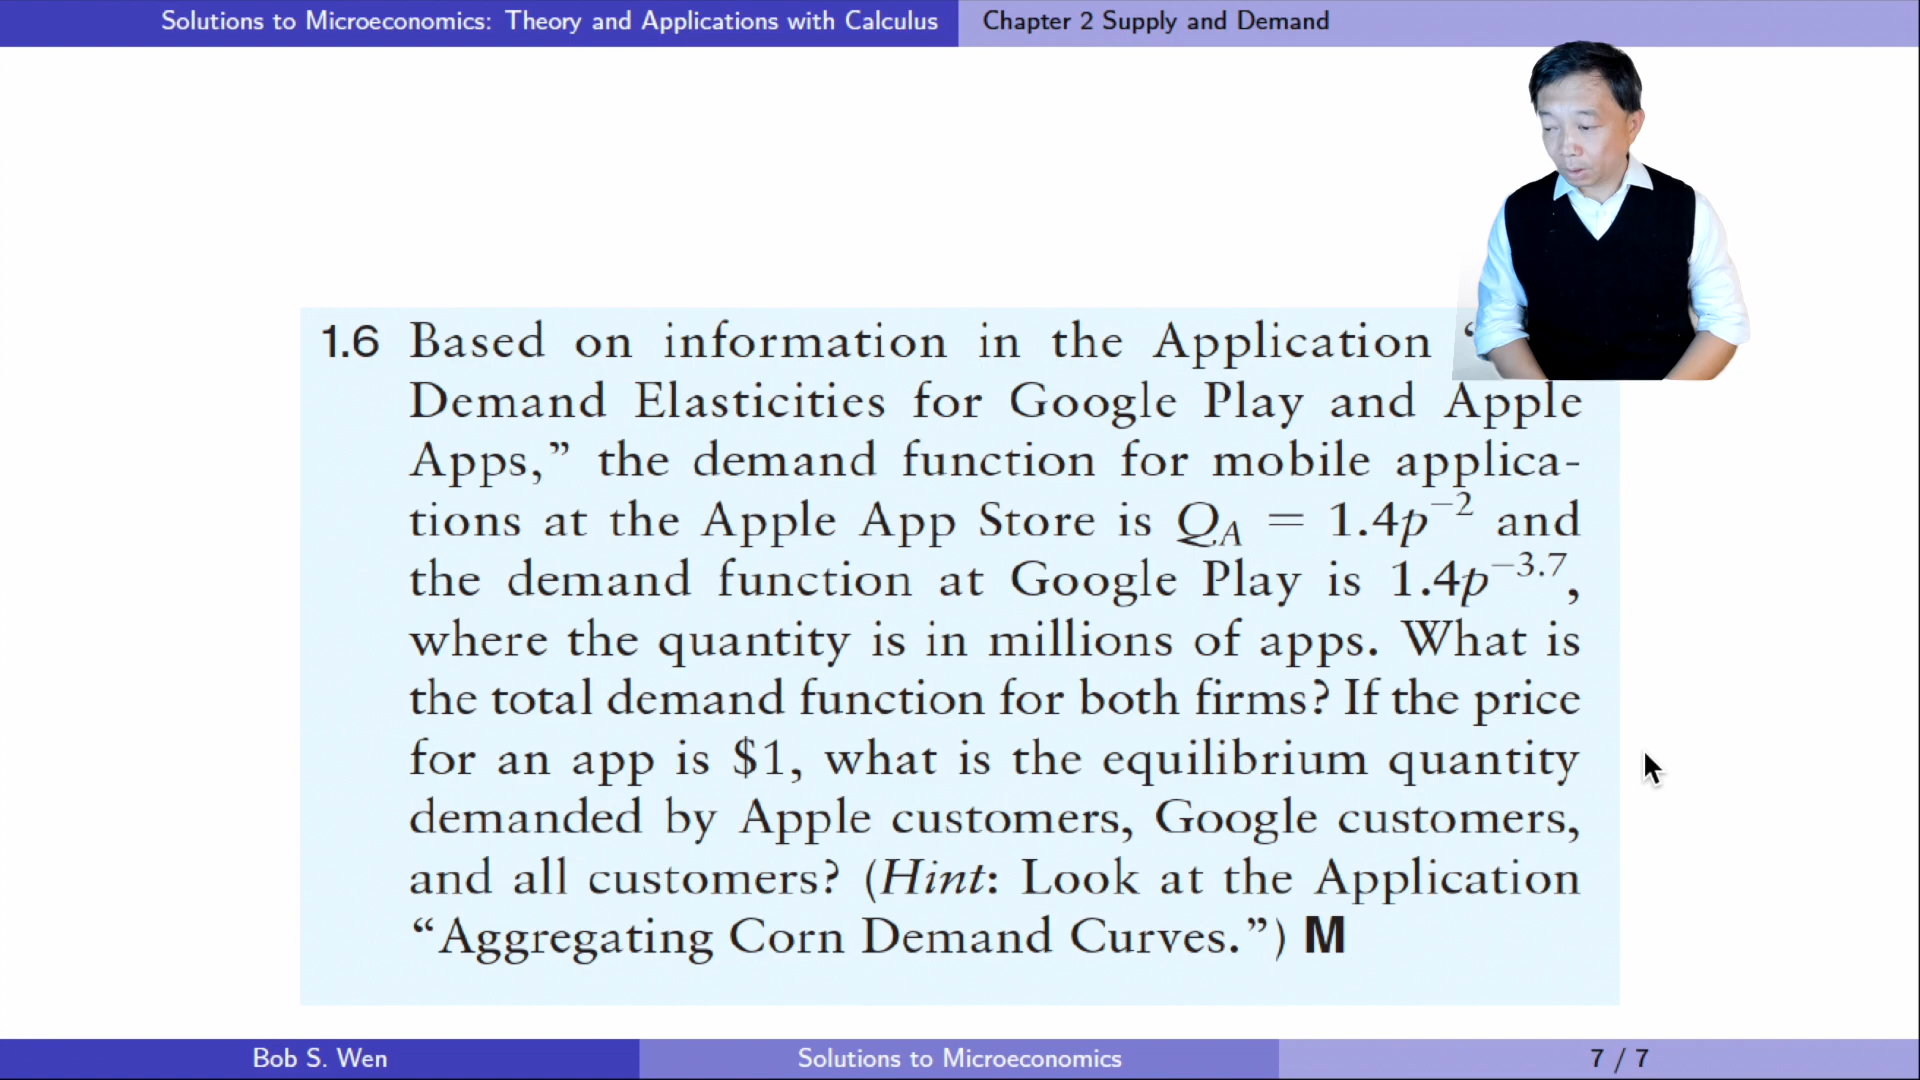 Solutions to Microeconomics: Theory and Applications with Calculus
Chapter 2 Supply and Demand
1.6 Based on information in the Application “
Demand Elasticities for Google Play and Apple
Apps,” the demand function for mobile applica-
tions at the Apple App Store is Q_A = 1.4p^{-2} and
the demand function at Google Play is 1.4p^{-3.7},
where the quantity is in millions of apps. What is
the total demand function for both firms? If the price
for an app is $1, what is the equilibrium quantity
demanded by Apple customers, Google customers,
and all customers? (Hint: Look at the Application
“Aggregating Corn Demand Curves.”) M
Bob S. Wen
Solutions to Microeconomics
7 / 7